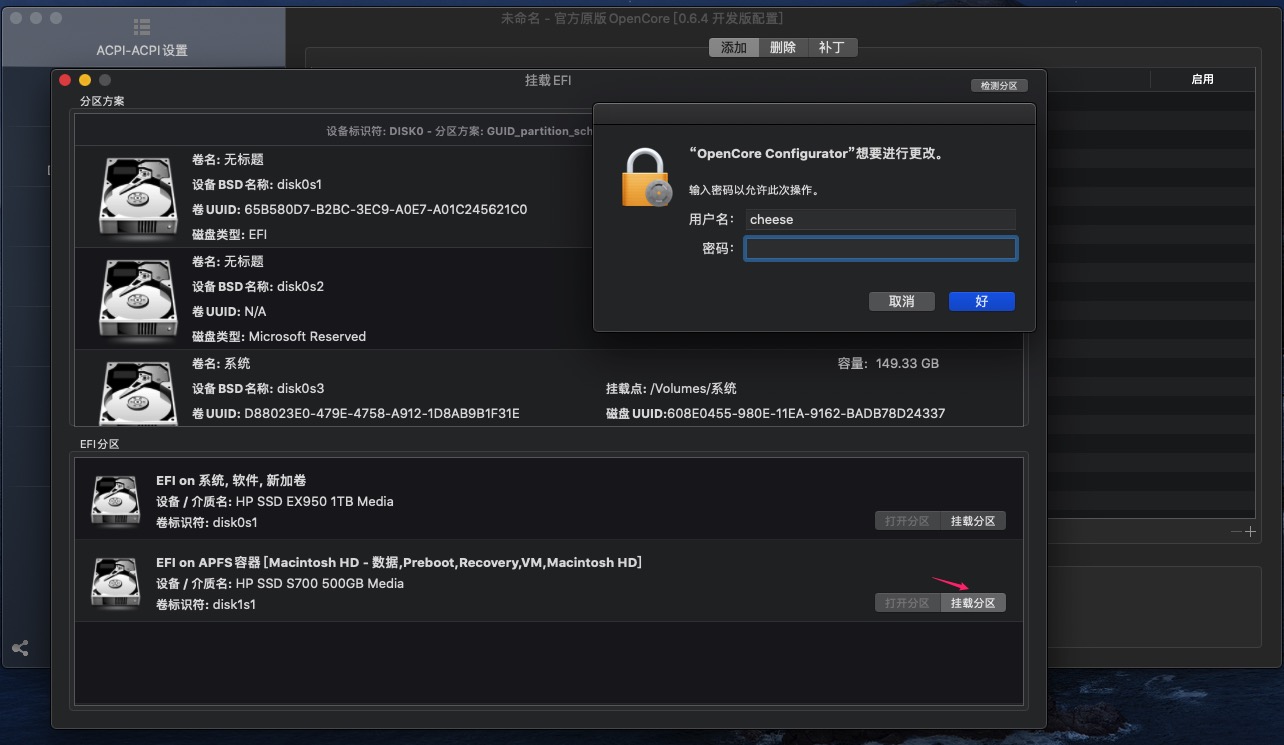 未命名 - 官方原版 OpenCore [0.6.4 开发版配置]
ACPI-ACPI 设置
添加 删除 补丁
启用
挂载 EFI
检测分区
分区方案
设备标识符: DISK0 - 分区方案: GUID_partition_sch
卷名: 无标题
设备 BSD 名称: disk0s1
卷 UUID: 65B580D7-B2BC-3EC9-A0E7-A01C245621C0
磁盘类型: EFI
卷名: 无标题
设备 BSD 名称: disk0s2
卷 UUID: N/A
磁盘类型: Microsoft Reserved
卷名: 系统
容量: 149.33 GB
设备 BSD 名称: disk0s3
挂载点: /Volumes/系统
卷 UUID: D88023E0-479E-4758-A912-1D8AB9B1F31E
磁盘 UUID:608E0455-980E-11EA-9162-BADB78D24337
“OpenCore Configurator”想要进行更改。
输入密码以允许此次操作。
用户名: cheese
密码:
取消 好
EFI 分区
EFI on 系统, 软件, 新加卷
设备 / 介质名: HP SSD EX950 1TB Media
卷标识符: disk0s1
打开分区 挂载分区
EFI on APFS 容器 [Macintosh HD - 数据,Preboot,Recovery,VM,Macintosh HD]
设备 / 介质名: HP SSD S700 500GB Media
卷标识符: disk1s1
打开分区 挂载分区